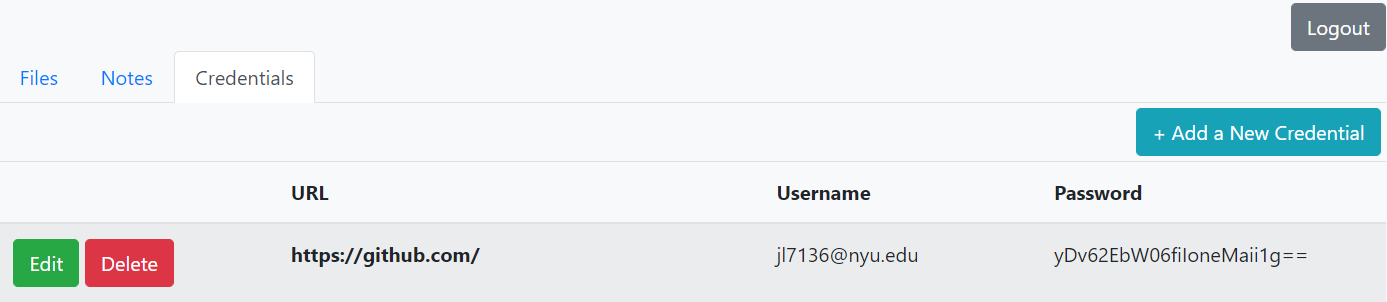 Logout
Files Notes Credentials
+ Add a New Credential
URL Username Password
Edit Delete https://github.com/ jl7136@nyu.edu yDv62EbW06fiIoneMaii1g==